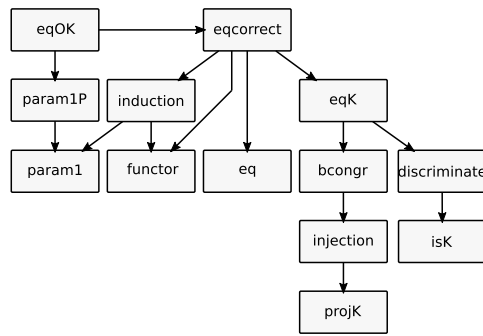 eqOK
eqcorrect
param1P
induction
eqK
param1
functor
eq
bcongr
discriminate
injection
isK
projK